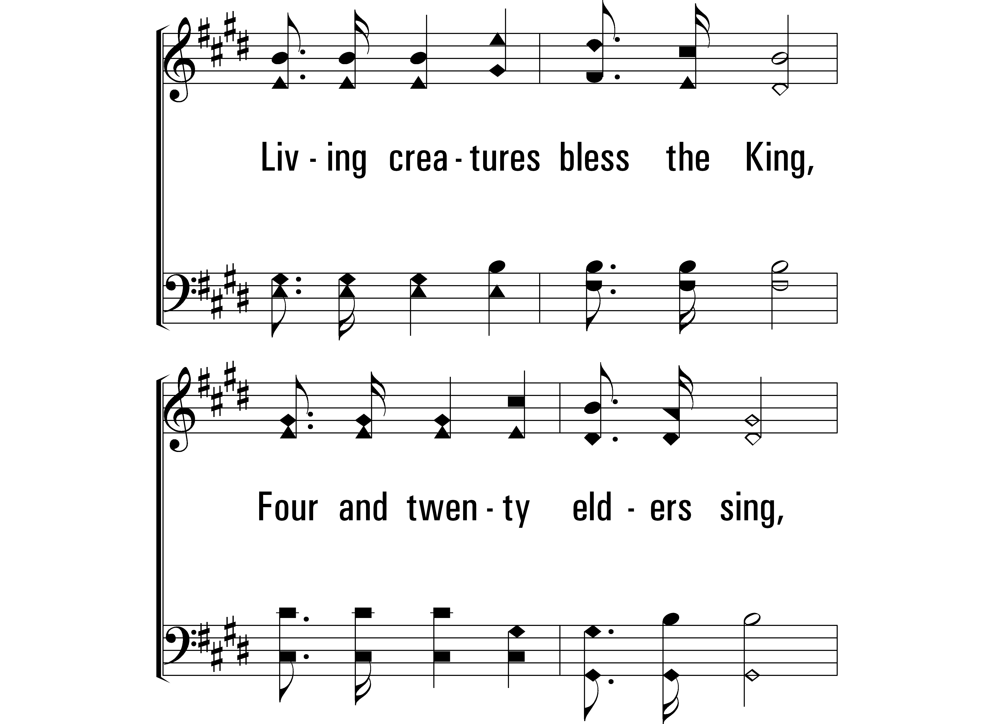 Liv - ing crea - tures bless the King,
Four and twen - ty eld - ers sing,